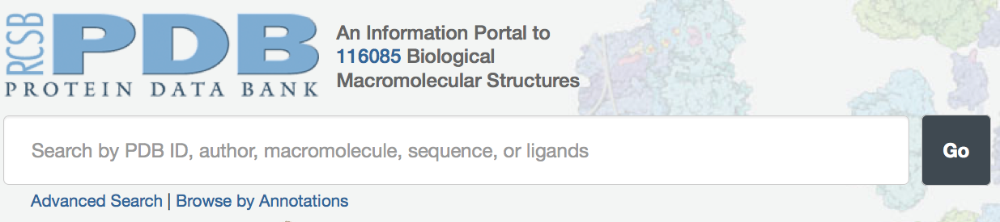 RCSB
PDB
PROTEIN DATA BANK
An Information Portal to
116085 Biological
Macromolecular Structures
Search by PDB ID, author, macromolecule, sequence, or ligands
Go
Advanced Search | Browse by Annotations